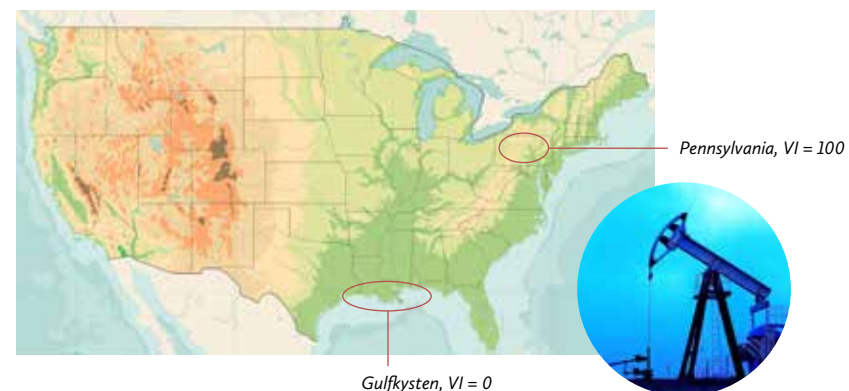 Pennsylvania, VI = 100
Gulfkysten, VI = 0